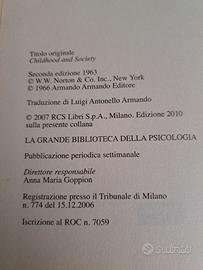 Titolo originale
Childhood and Society
Seconda edizione 1963
© W.W. Norton & Co. Inc., New York
© 1966 Armando Armando Editore
Traduzione di Luigi Antonello Armando
© 2007 RCS Libri S.p.A., Milano. Edizione 2010
sulla presente collana
LA GRANDE BIBLIOTECA DELLA PSICOLOGIA
Pubblicazione periodica settimanale
Direttore responsabile
Anna Maria Goppion
Registrazione presso il Tribunale di Milano
n. 774 del 15.12.2006
Iscrizione al ROC n. 7059
subito